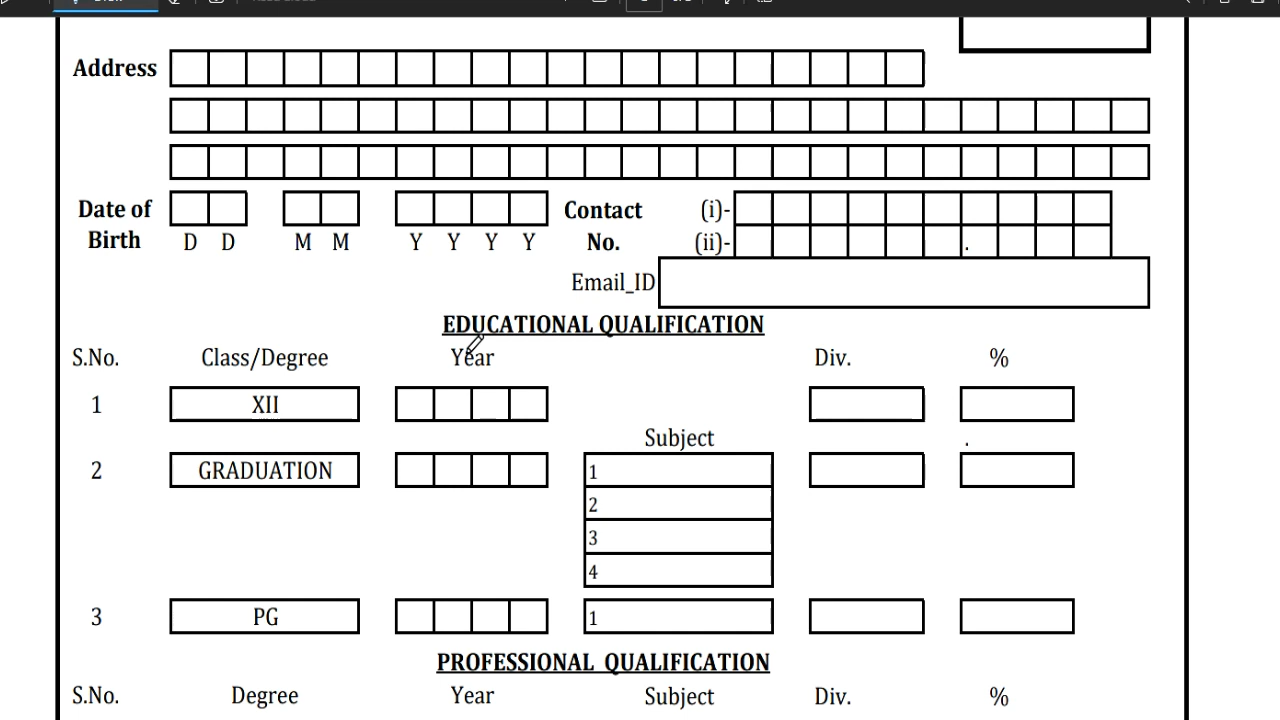 Address
Date of Birth D D M M Y Y Y Y Contact No. (i)-
(ii)-
.
Email_ID
EDUCATIONAL QUALIFICATION
S.No. Class/Degree Year Div. %
1 XII
Subject .
2 GRADUATION 1
2
3
4
3 PG 1
PROFESSIONAL QUALIFICATION
S.No. Degree Year Subject Div. %